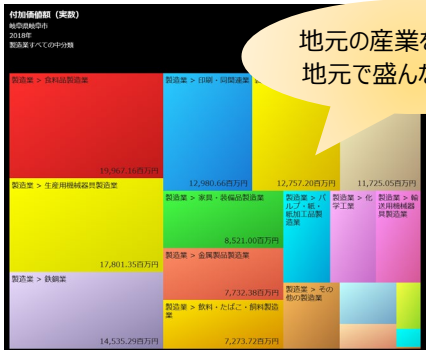 付加価値額（実数）
岐阜県岐阜市
2018年
製造業すべての中分類
地元の産業を
地元で盛んな
製造業 > 食料品製造業
19,967.16百万円
製造業 > 印刷・同関連業
12,980.66百万円
12,757.20百万円
11,725.05百万円
製造業 > 生産用機械器具製造業
17,801.35百万円
製造業 > 家具・装備品製造業
8,521.00百万円
製造業 > パ
ルプ・紙・
紙加工品製
造業
製造業 > 化
学工業
製造業 > 輸
送用機械器
具製造業
製造業 > 金属製品製造業
7,732.38百万円
製造業 > 鉄鋼業
14,535.29百万円
製造業 > 飲料・たばこ・飼料製造
業
7,273.72百万円
製造業 > その
他の製造業